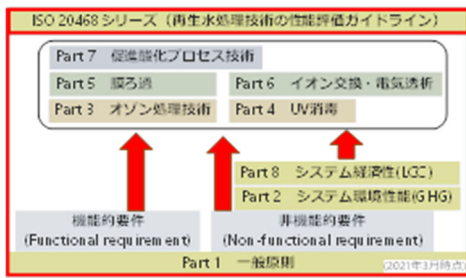 ISO 20468 シリーズ（再生水処理技術の性能評価ガイドライン）
Part 7 促進酸化プロセス技術
Part 5 膜ろ過
Part 6 イオン交換・電気透析
Part 3 オゾン処理技術
Part 4 UV消毒
Part 8 システム経済性(LCC)
Part 2 システム環境性能(GHG)
機能的要件
(Functional requirement)
非機能的要件
(Non-functional requirement)
Part 1 一般原則
(2021年3月時点)